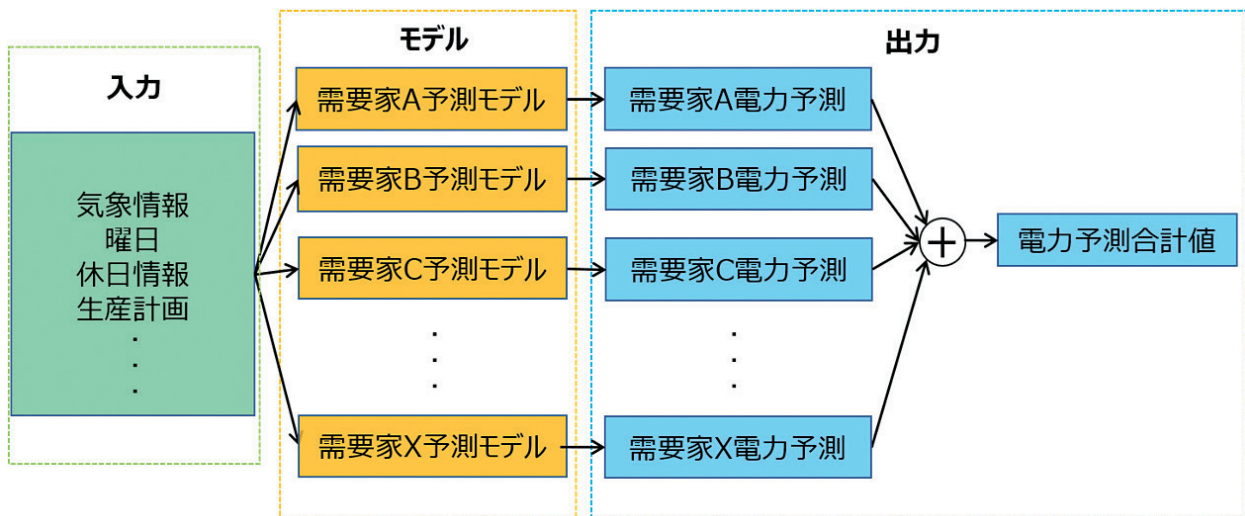 入力
気象情報
曜日
休日情報
生産計画
・
・
・
モデル
需要家A予測モデル
需要家B予測モデル
需要家C予測モデル
・
・
・
需要家X予測モデル
出力
需要家A電力予測
需要家B電力予測
需要家C電力予測
・
・
・
需要家X電力予測
+
電力予測合計値